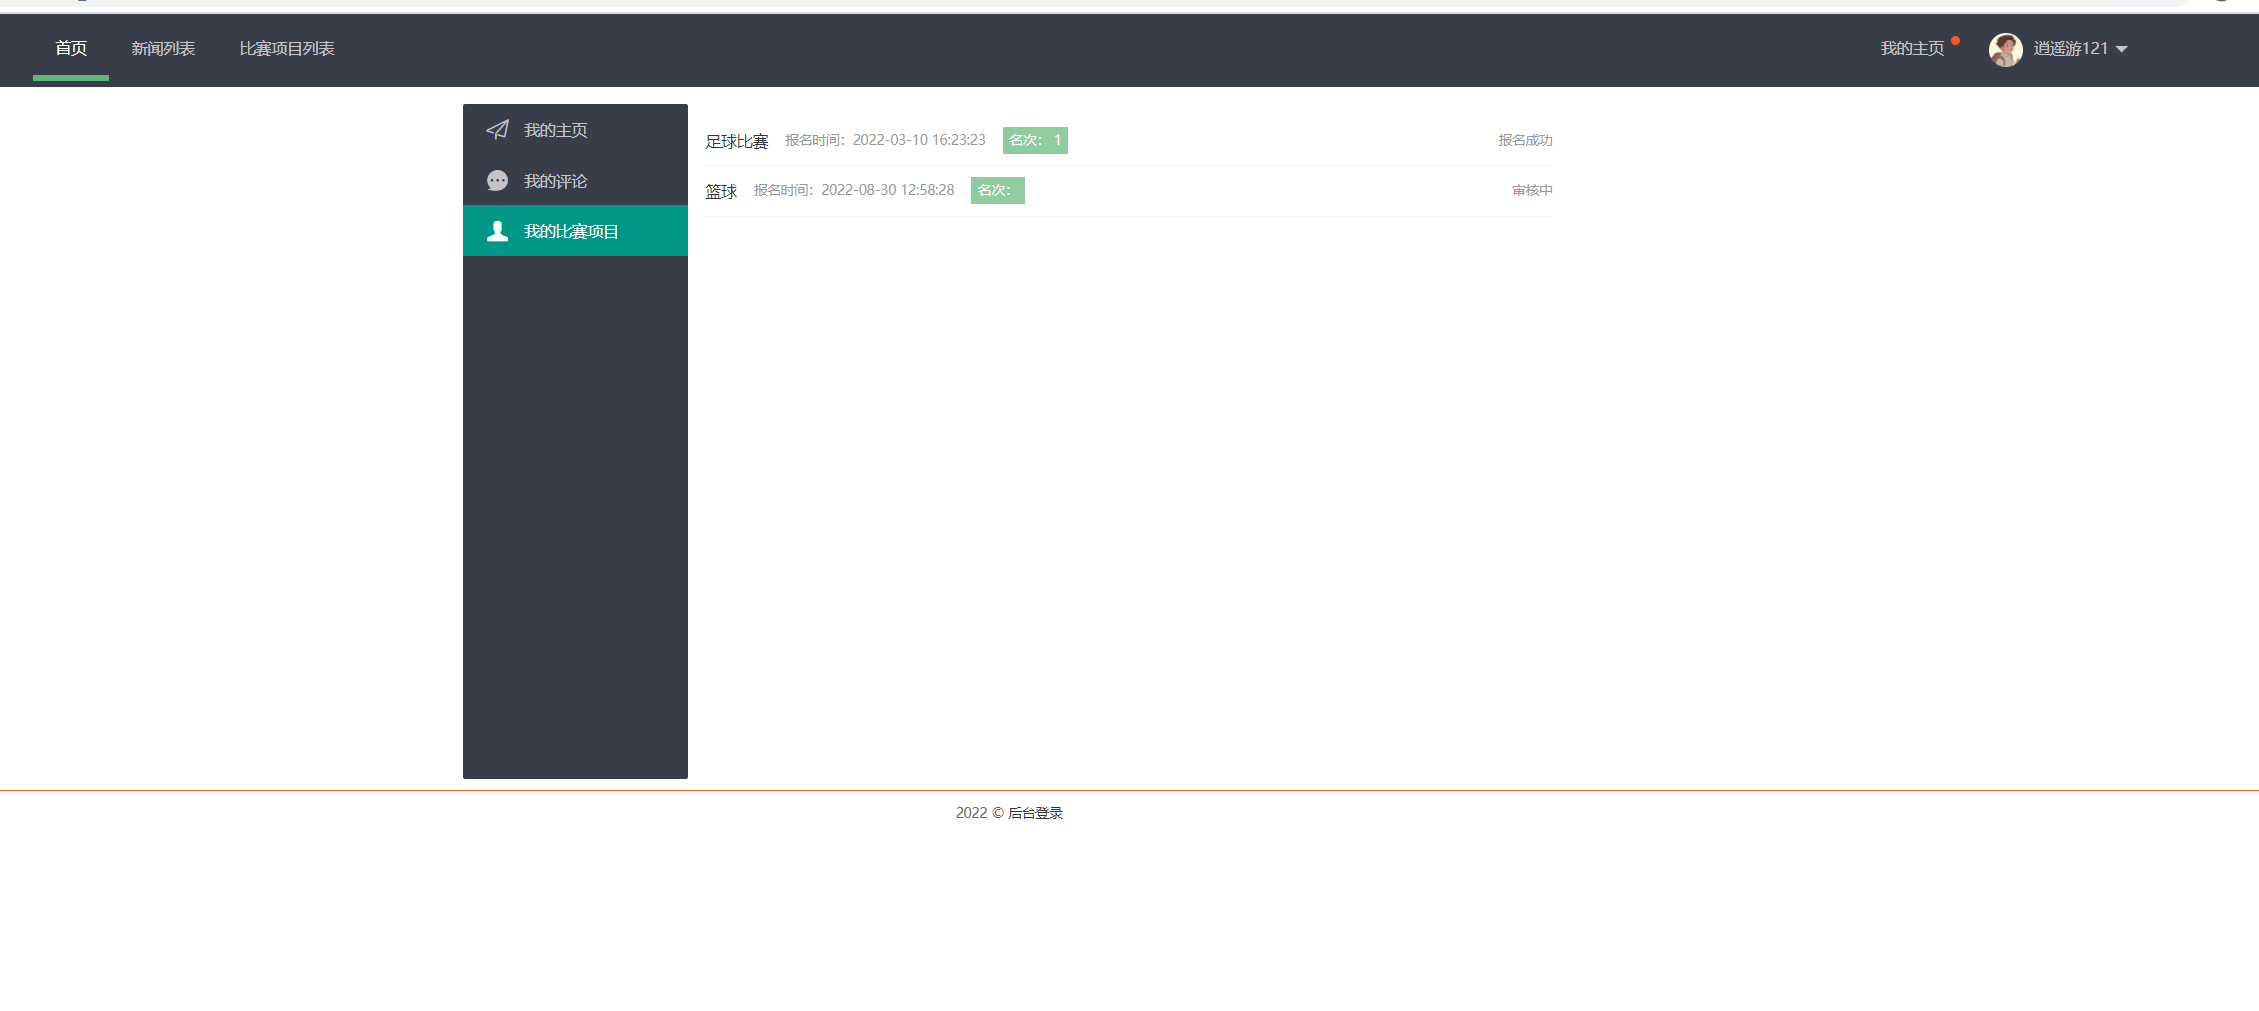 首页 新闻列表 比赛项目列表 我的主页 逍遥游121
我的主页
我的评论
我的比赛项目
足球比赛 报名时间：2022-03-10 16:23:23 名次： 1 报名成功
篮球 报名时间：2022-08-30 12:58:28 名次： 审核中
2022 © 后台登录